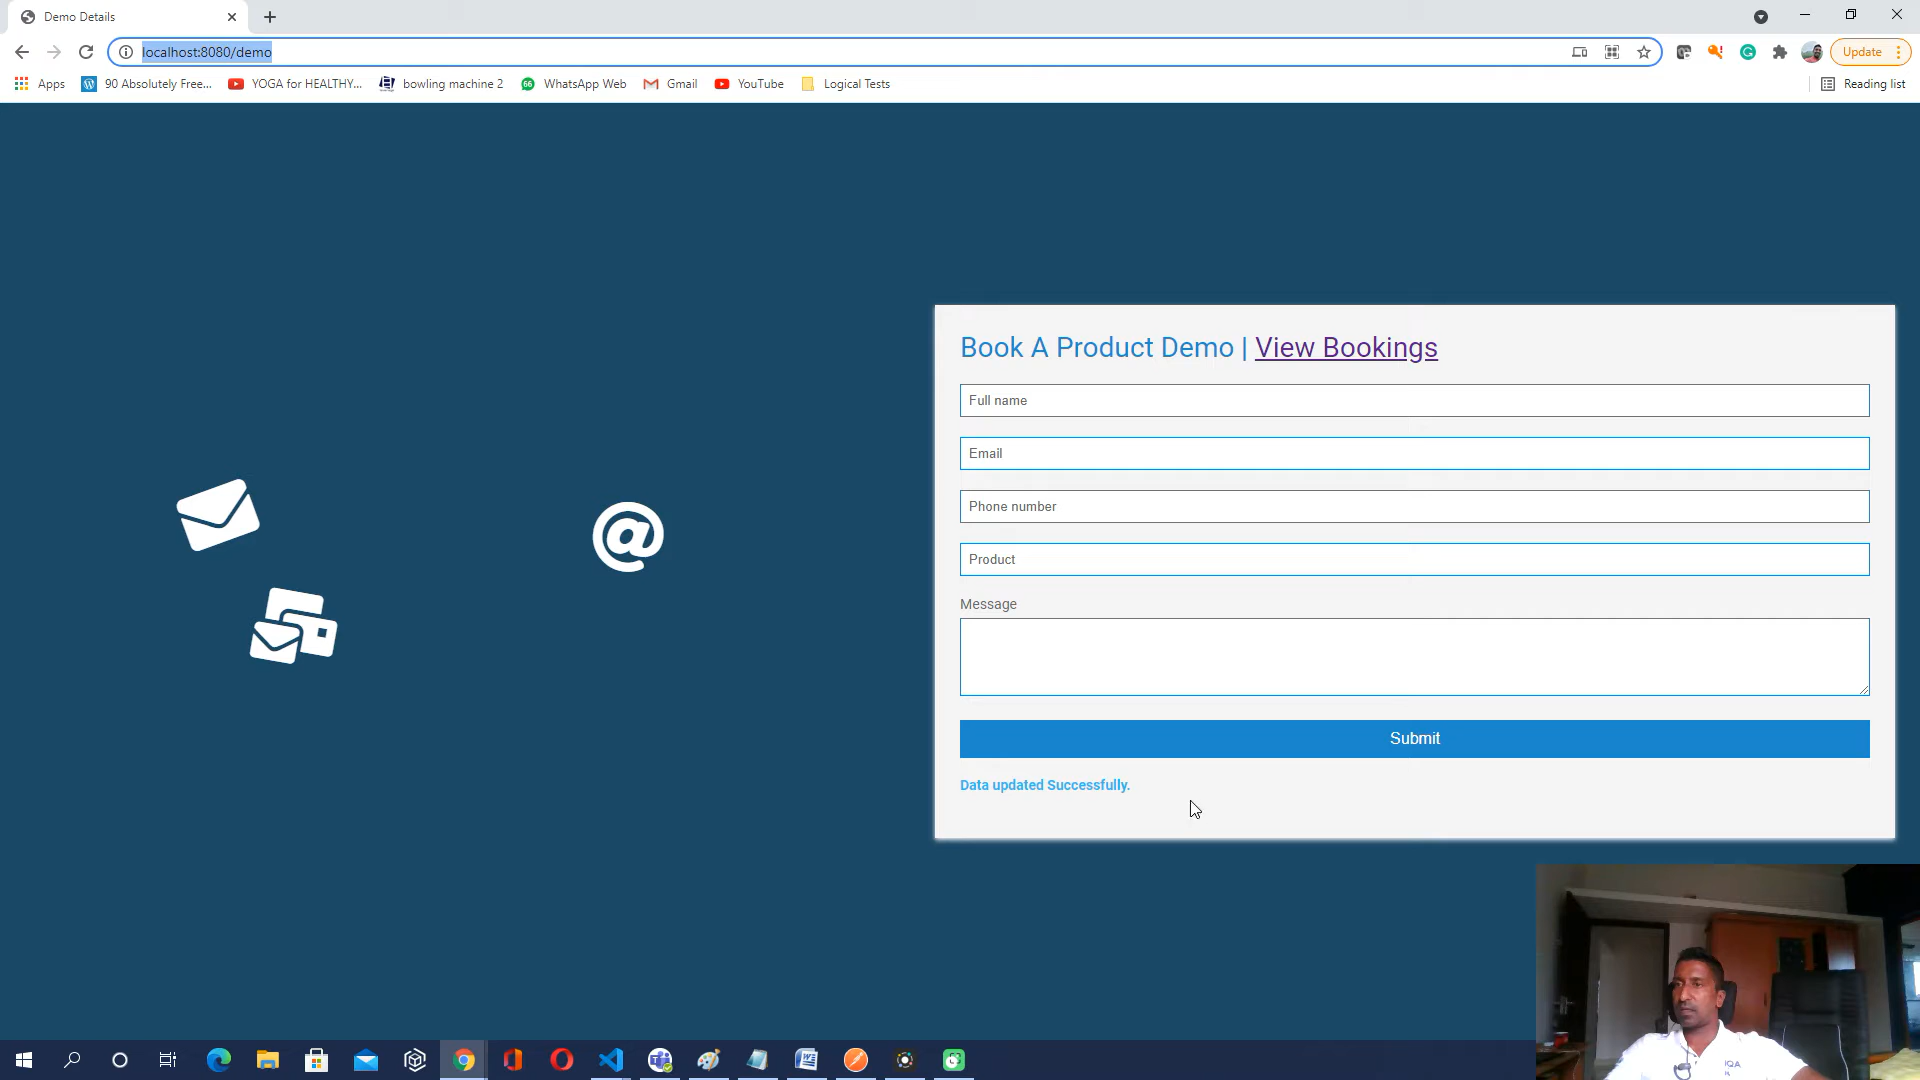 Demo Details
localhost:8080/demo
Update
Apps
90 Absolutely Free...
YOGA for HEALTHY...
bowling machine 2
WhatsApp Web
Gmail
YouTube
Logical Tests
Reading list
Book A Product Demo | View Bookings
Full name
Email
Phone number
Product
Message
Submit
Data updated Successfully.
IQA